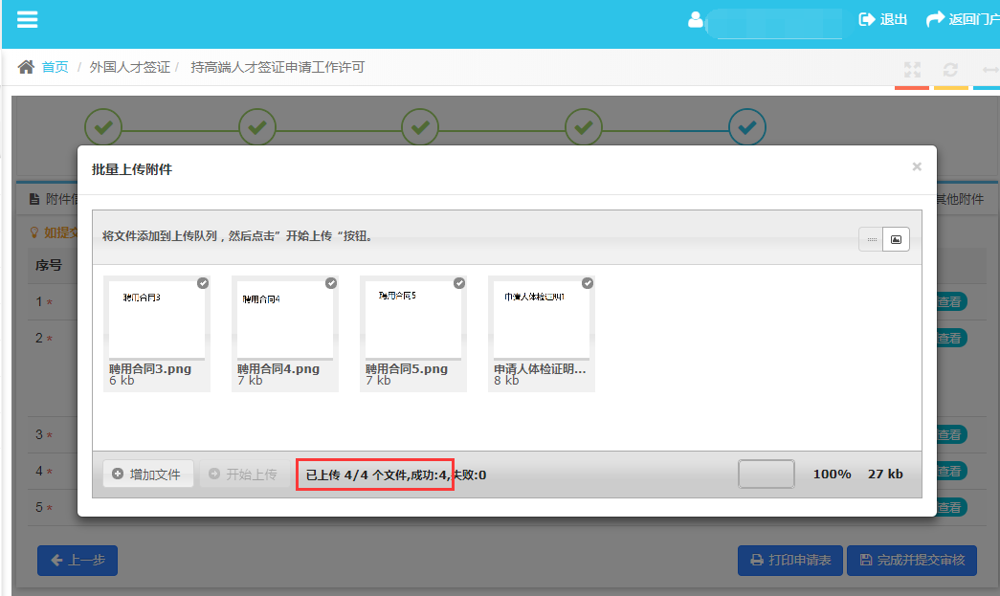 退出 返回门户
首页 / 外国人才签证 / 持高端人才签证申请工作许可
批量上传附件 ×
附件信 其他附件
将文件添加到上传队列，然后点击”开始上传“按钮。
如提交
序号
聘用合同3 聘用合同4 聘用合同5 申请人体检证明1
1 * 查看
2 * 查看
聘用合同3.png 聘用合同4.png 聘用合同5.png 申请人体检证明...
6 kb 7 kb 7 kb 8 kb
3 * 查看
4 * 查看
增加文件 开始上传 已上传 4/4 个文件,成功:4,失败:0 100% 27 kb
5 * 查看
上一步 打印申请表 完成并提交审核